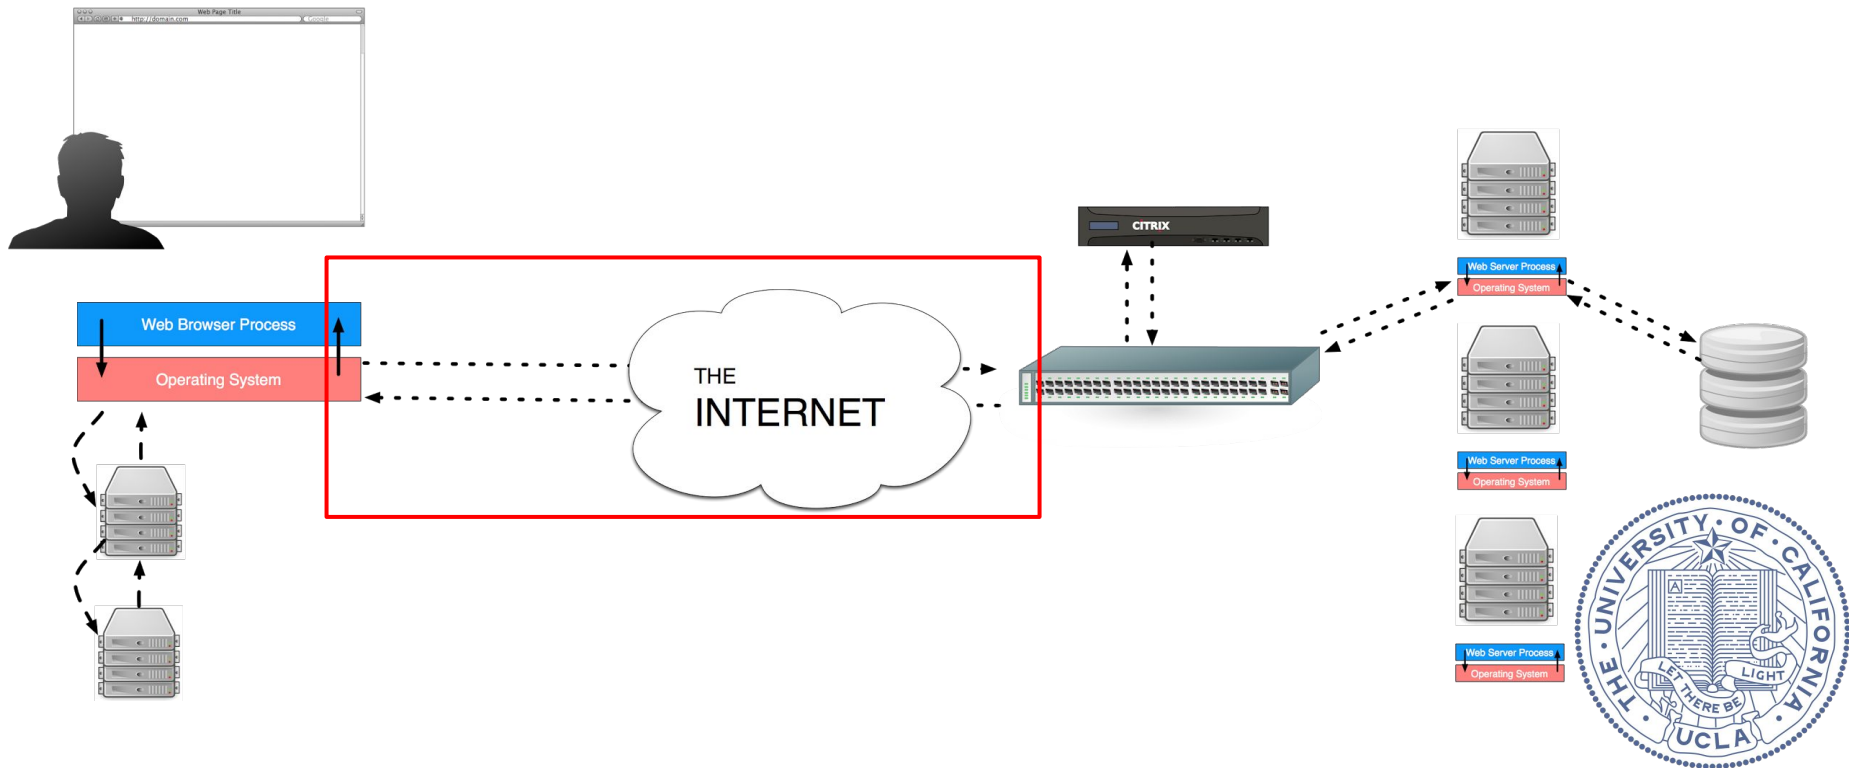 Web Page Title
http://domain.com
Google
CITRIX
Web Browser Process
Operating System
THE
INTERNET
Web Server Process
Operating System
Web Server Process
Operating System
Web Server Process
Operating System
THE · UNIVERSITY · OF · CALIFORNIA ·
A
LET THERE BE LIGHT
UCLA